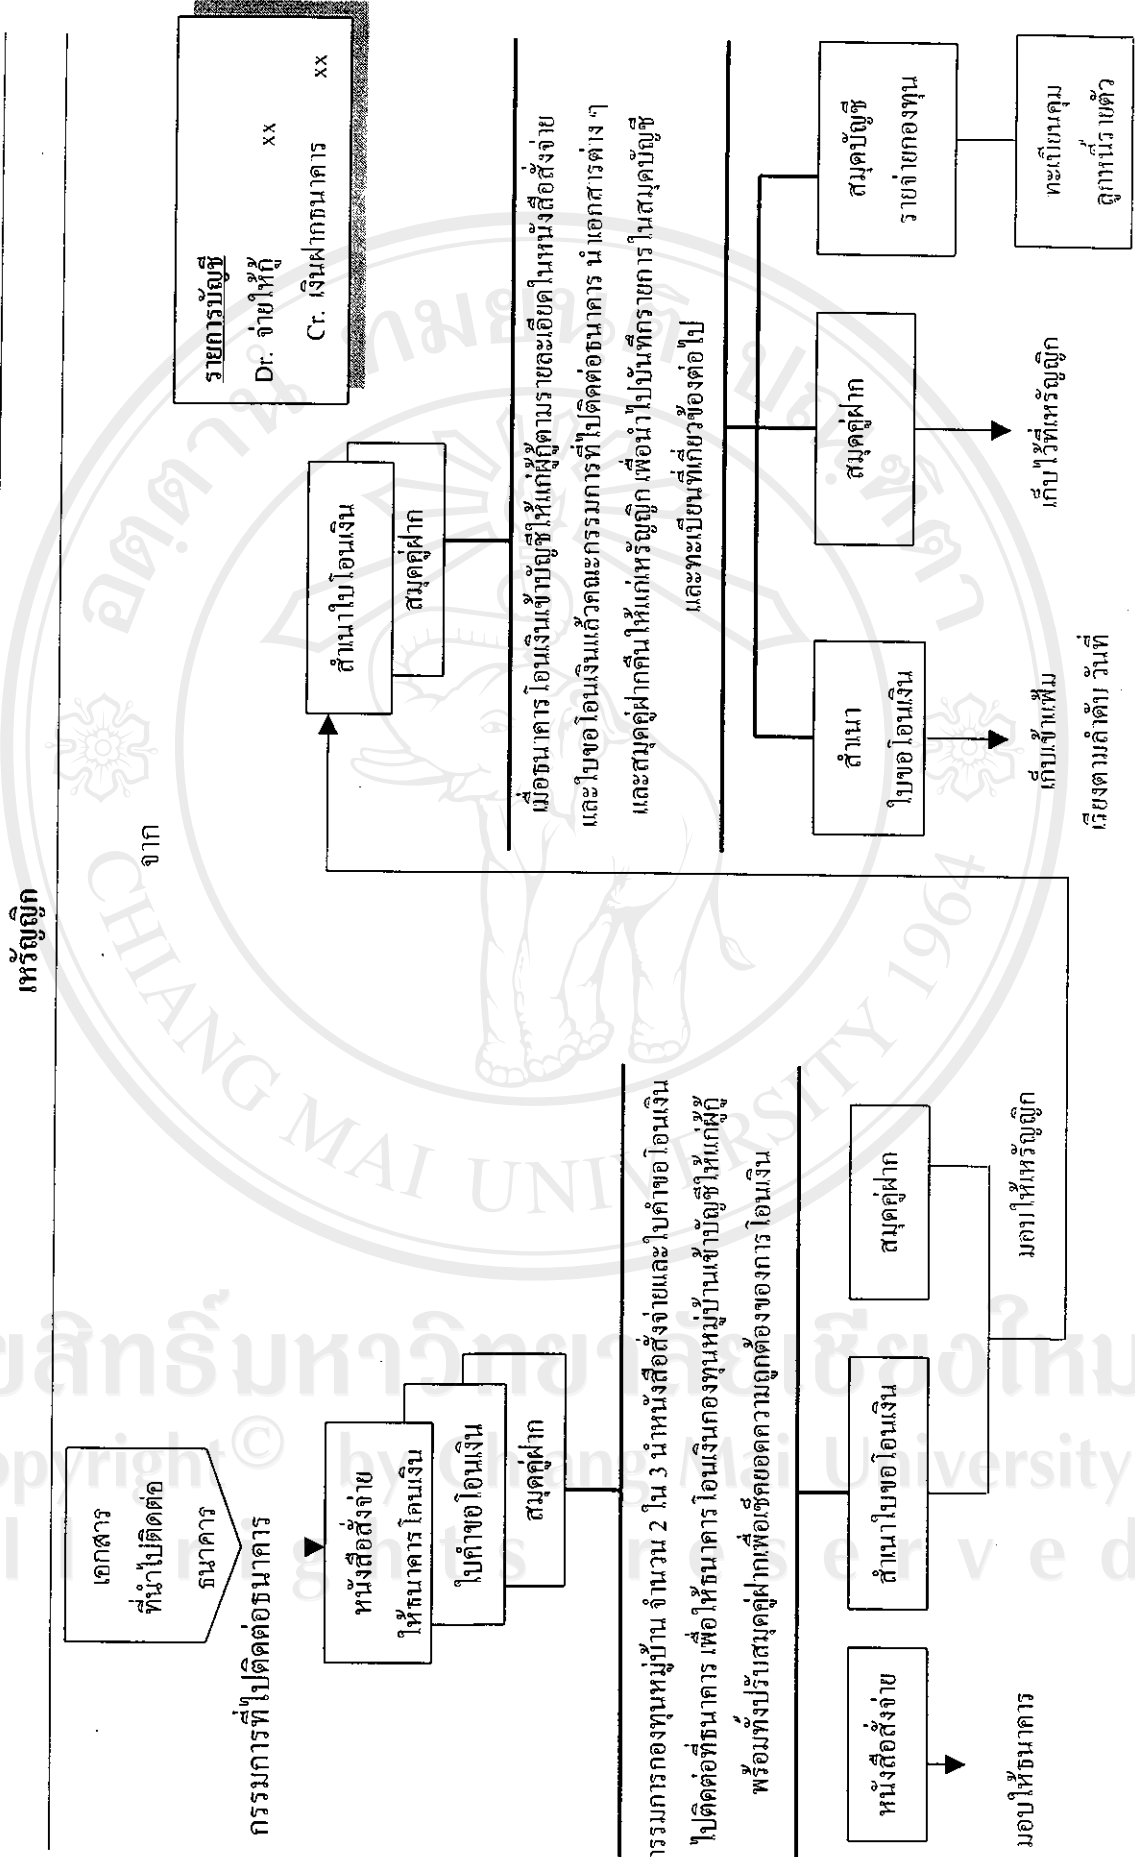 เหรัญญิก
จาก
เอกสาร
ที่นำไปติดต่อ
ธนาคาร
กรรมการที่ไปติดต่อธนาคาร
หนังสือสั่งจ่าย
ให้ธนาคารโอนเงิน
ใบคำขอโอนเงิน
สมุดคู่ฝาก
กรรมการกองทุนหมู่บ้าน จำนวน 2 ใน 3 นำหนังสือสั่งจ่ายและใบคำขอโอนเงิน
ไปติดต่อที่ธนาคาร เพื่อให้ธนาคารโอนเงินกองทุนหมู่บ้านเข้าบัญชีให้แก่ผู้กู้
พร้อมทั้งปรับสมุดคู่ฝากเพื่อเช็คยอดความถูกต้องของการโอนเงิน
หนังสือสั่งจ่าย
สำเนาใบขอโอนเงิน
สมุดคู่ฝาก
มอบให้ธนาคาร
มอบให้เหรัญญิก
รายการบัญชี
Dr. จ่ายให้กู้ xx
Cr. เงินฝากธนาคาร xx
สำเนาใบโอนเงิน
สมุดคู่ฝาก
เมื่อธนาคารโอนเงินเข้าบัญชีให้แก่ผู้กู้ตามรายละเอียดในหนังสือสั่งจ่าย
และใบขอโอนเงินแล้วคณะกรรมการที่ไปติดต่อธนาคาร นำเอกสารต่าง ๆ
และสมุดคู่ฝากคืนให้แก่เหรัญญิก เพื่อนำไปบันทึกรายการในสมุดบัญชี
และทะเบียนที่เกี่ยวข้องต่อไป
สำเนา
ใบขอโอนเงิน
สมุดคู่ฝาก
สมุดบัญชี
รายจ่ายกองทุน
เก็บเข้าแฟ้ม
เรียงตามลำดับ วันที่
เก็บไว้ที่เหรัญญิก
ทะเบียนคุม
ลูกหนี้รายตัว
CHIANG MAI UNIVERSITY 1964
Copyright© by Chiang Mai University
All rights reserved